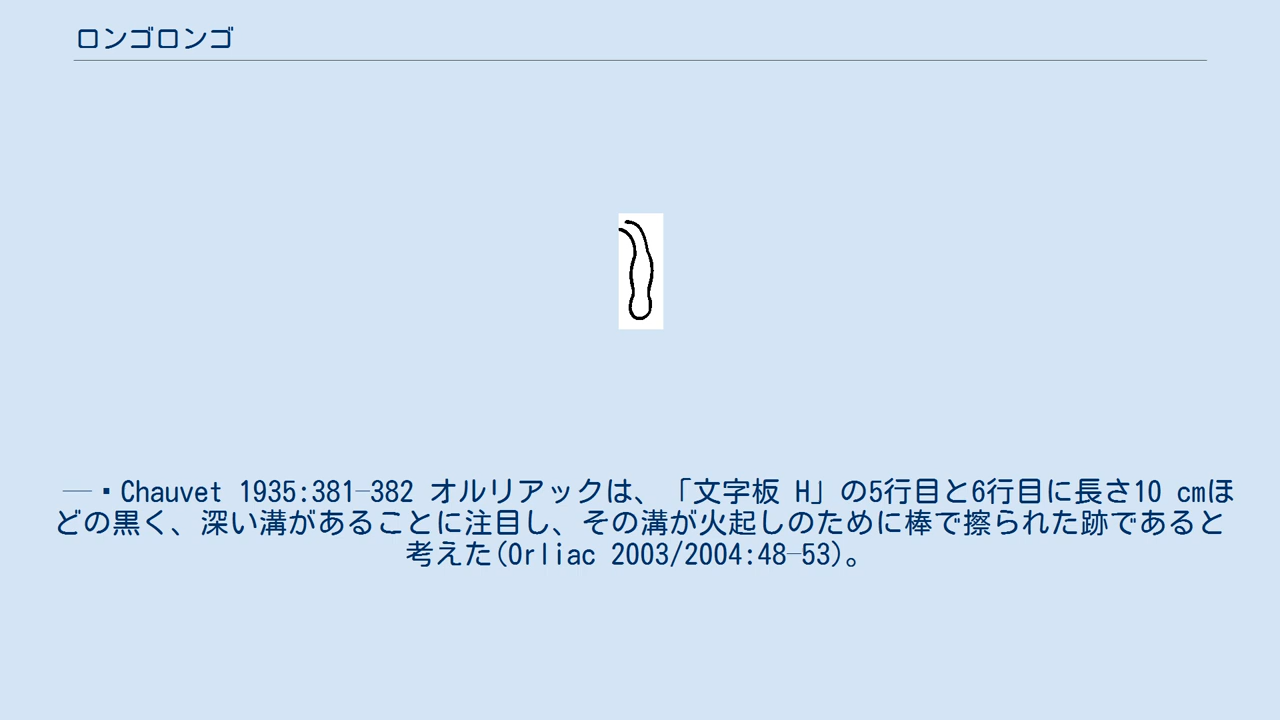 ロンゴロンゴ
―・Chauvet 1935:381–382 オルリアックは、「文字板 H」の5行目と6行目に長さ10 cmほ
どの黒く、深い溝があることに注目し、その溝が火起しのために棒で擦られた跡であると
考えた(Orliac 2003/2004:48–53)。